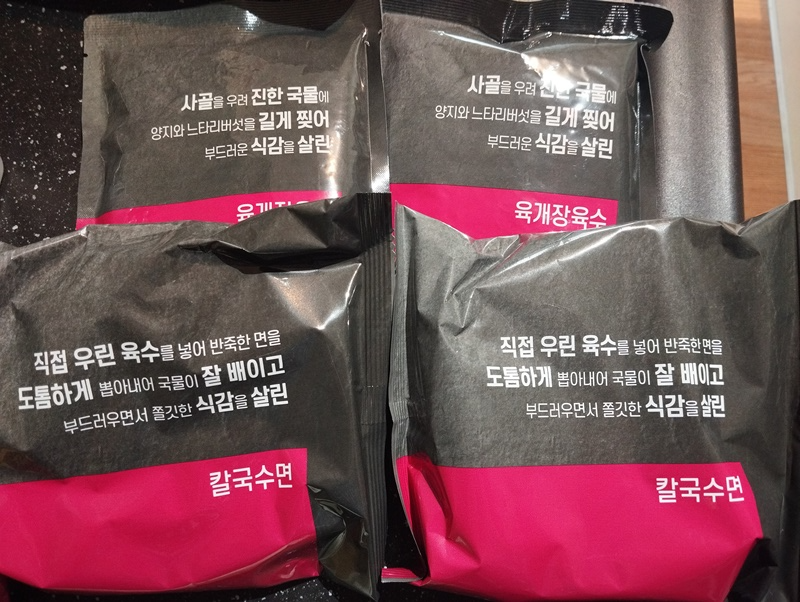 사골을 우려 진한 국물에
양지와 느타리버섯을 길게 찢어
부드러운 식감을 살린
육개장육수
사골을 우려 진한 국물에
양지와 느타리버섯을 길게 찢어
부드러운 식감을 살린
육개장육수
직접 우린 육수를 넣어 반죽한 면을
도톰하게 뽑아내어 국물이 잘 배이고
부드러우면서 쫄깃한 식감을 살린
칼국수면
직접 우린 육수를 넣어 반죽한 면을
도톰하게 뽑아내어 국물이 잘 배이고
부드러우면서 쫄깃한 식감을 살린
칼국수면